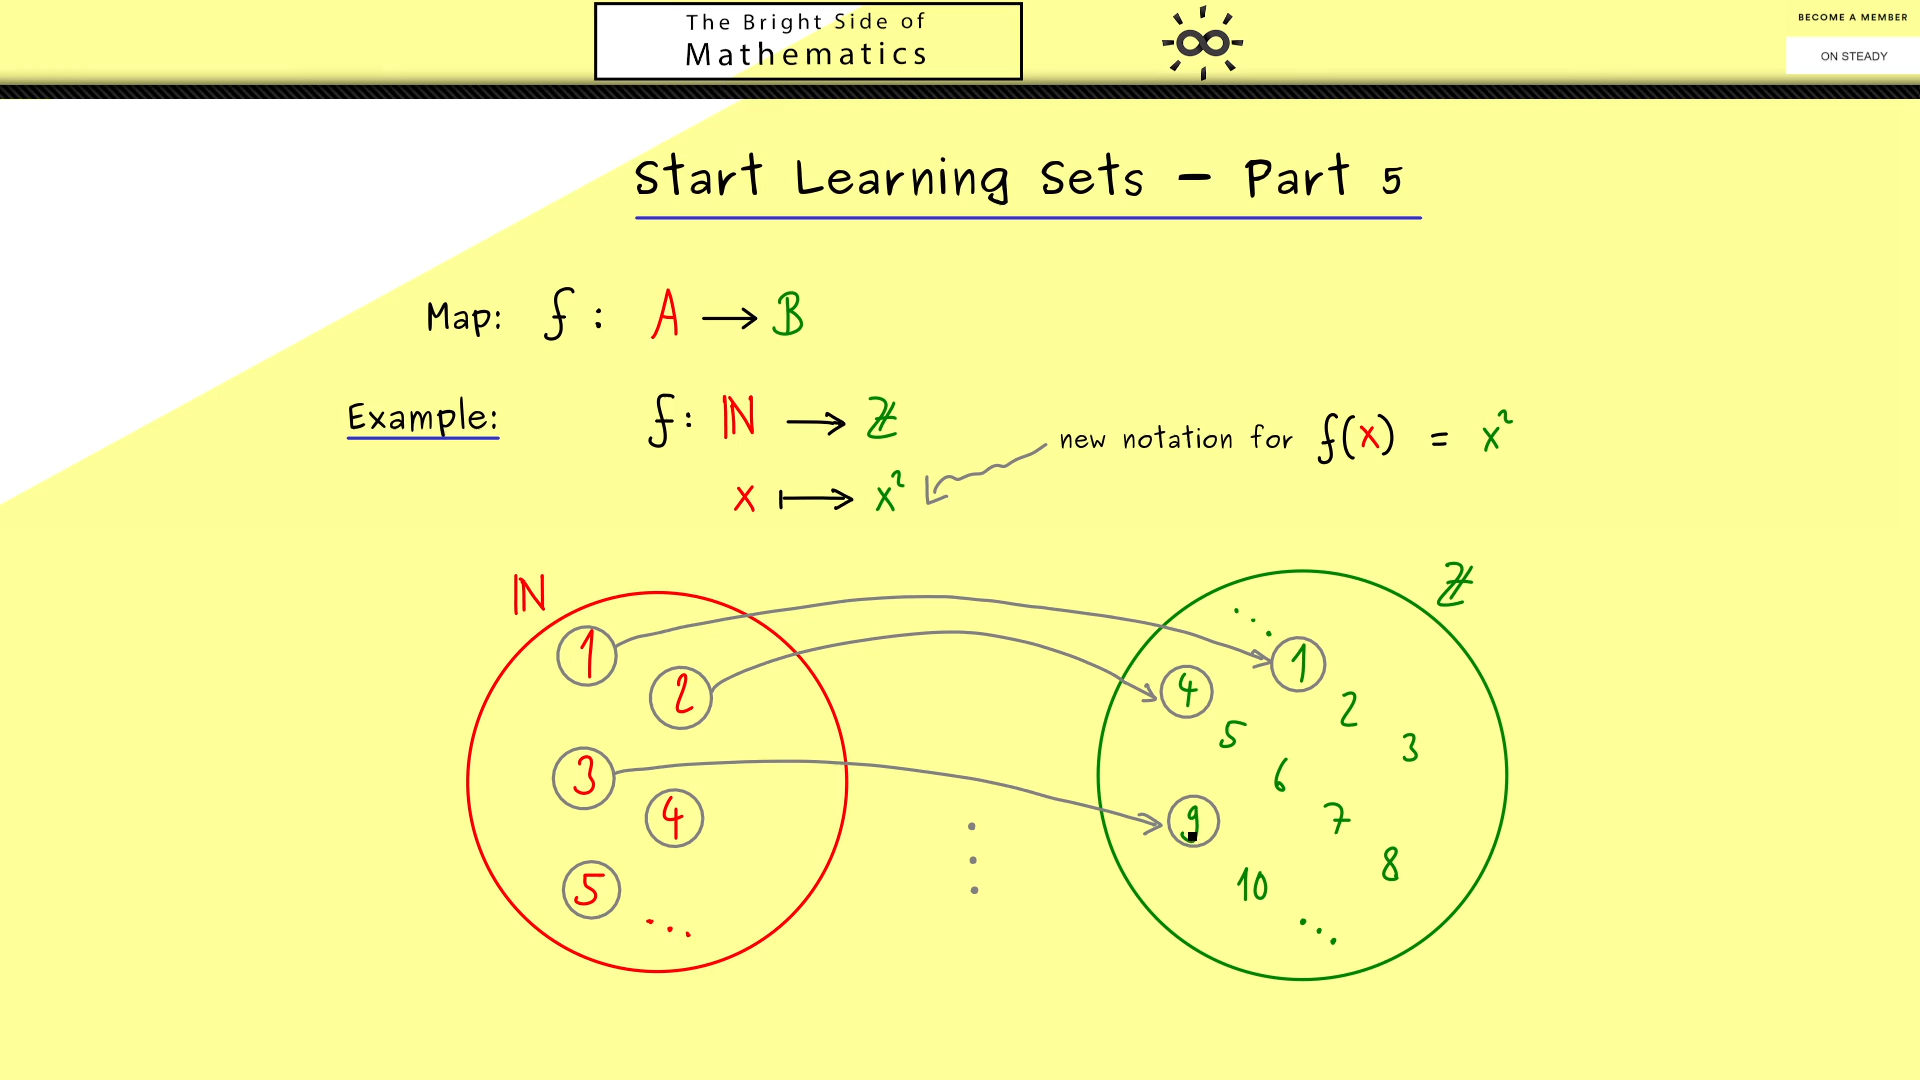 The Bright Side of
Mathematics
BECOME A MEMBER
ON STEADY
Start Learning Sets – Part 5
Map: f : A → B
Example: f : ℕ → ℤ
new notation for f(x) = x²
x ↦ x²
ℕ
ℤ
1
1
2
4
2
5
3
3
6
4
9
7
5
10
8
...
...
...